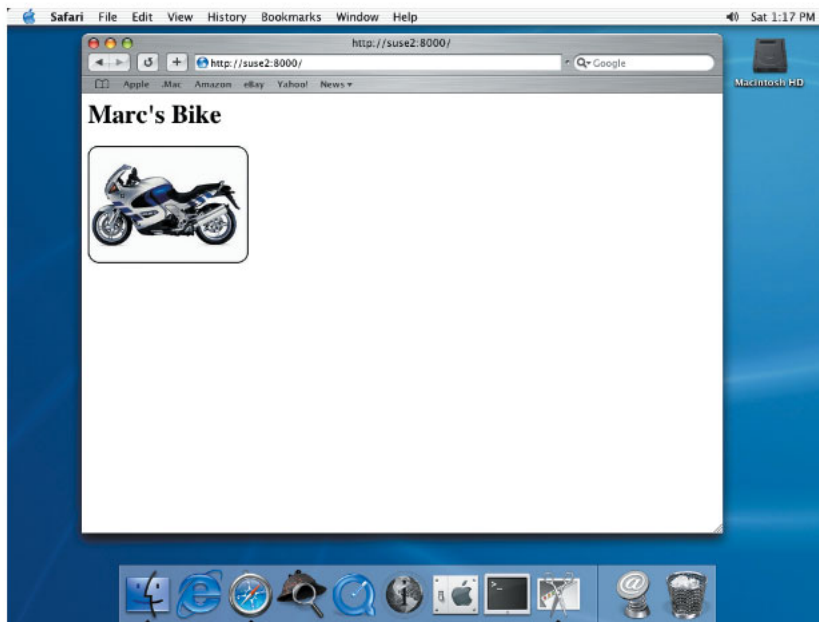 Safari File Edit View History Bookmarks Window Help Sat 1:17 PM
http://suse2:8000/
http://suse2:8000/ Google
Apple .Mac Amazon eBay Yahoo! News
Macintosh HD
Marc's Bike